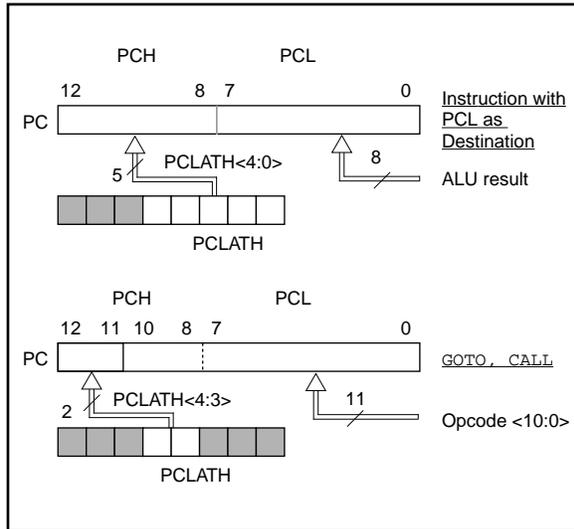 PCH PCL
12 8 7 0
PC
Instruction with
PCL as
Destination
5 PCLATH<4:0> 8
ALU result
PCLATH
PCH PCL
12 11 10 8 7 0
PC
GOTO, CALL
2 PCLATH<4:3> 11
Opcode <10:0>
PCLATH